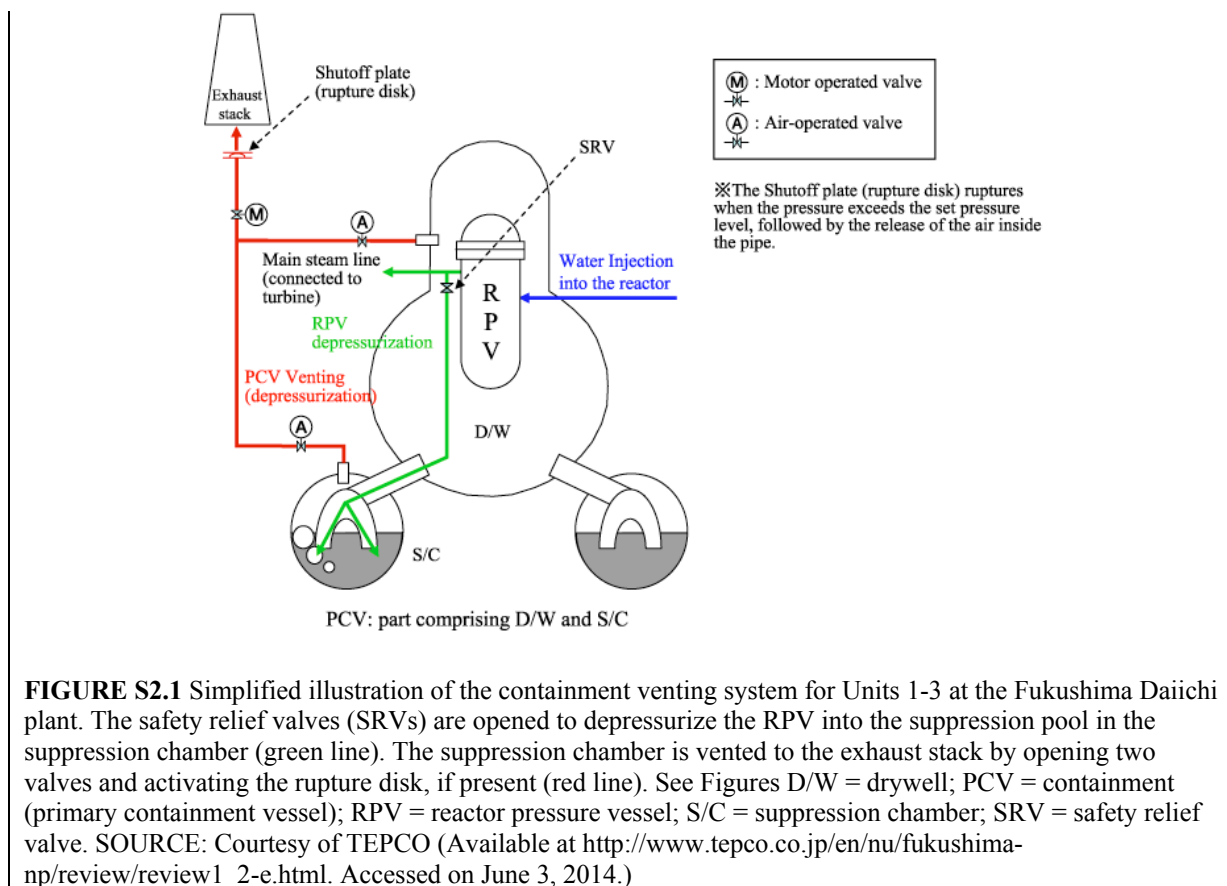 Exhaust
stack
Shutoff plate
(rupture disk)
SRV
M : Motor operated valve
A : Air-operated valve
※The Shutoff plate (rupture disk) ruptures
when the pressure exceeds the set pressure
level, followed by the release of the air inside
the pipe.
M
A
Main steam line
(connected to
turbine)
Water Injection
into the reactor
R
P
V
RPV
depressurization
PCV Venting
(depressurization)
A
D/W
S/C
PCV: part comprising D/W and S/C
FIGURE S2.1 Simplified illustration of the containment venting system for Units 1-3 at the Fukushima Daiichi
plant. The safety relief valves (SRVs) are opened to depressurize the RPV into the suppression pool in the
suppression chamber (green line). The suppression chamber is vented to the exhaust stack by opening two
valves and activating the rupture disk, if present (red line). See Figures D/W = drywell; PCV = containment
(primary containment vessel); RPV = reactor pressure vessel; S/C = suppression chamber; SRV = safety relief
valve. SOURCE: Courtesy of TEPCO (Available at http://www.tepco.co.jp/en/nu/fukushima-
np/review/review1_2-e.html. Accessed on June 3, 2014.)